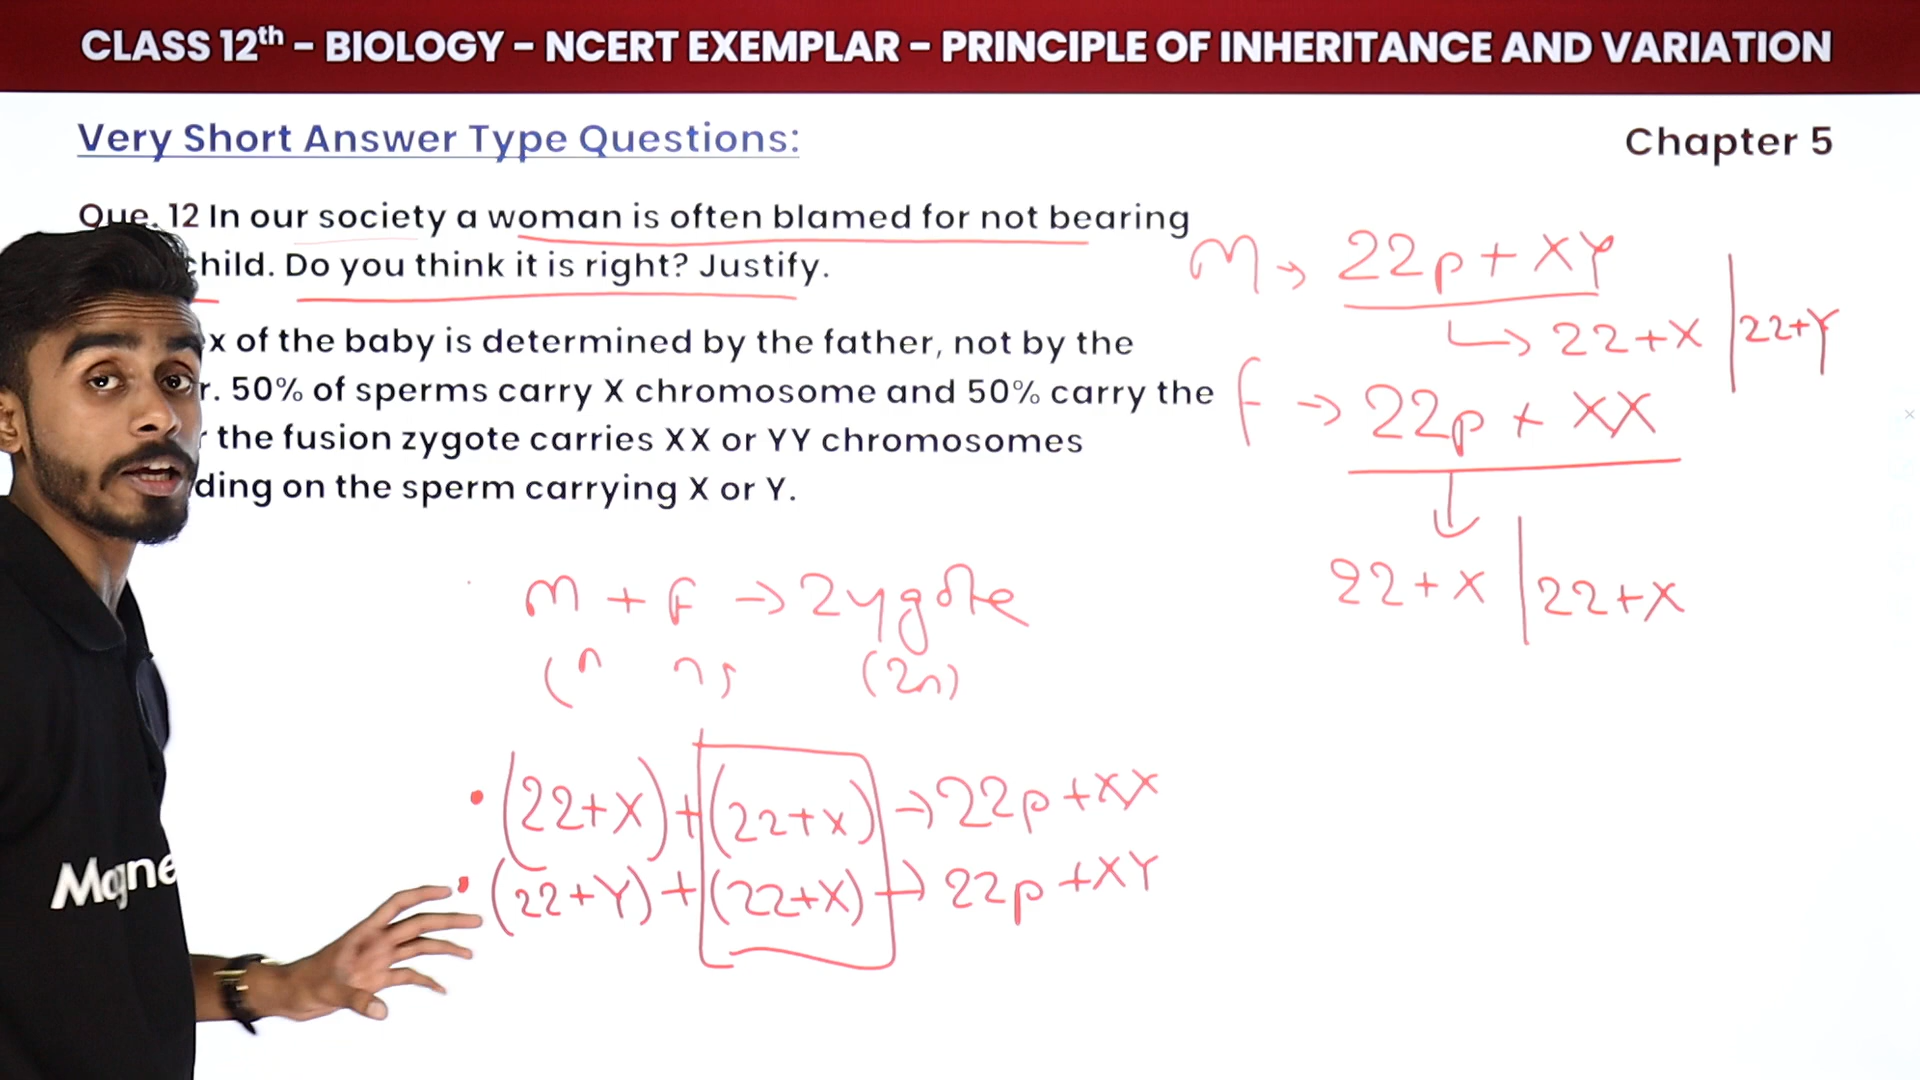 CLASS 12th – BIOLOGY – NCERT EXEMPLAR – PRINCIPLE OF INHERITANCE AND VARIATION
Very Short Answer Type Questions:
Chapter 5
Que. 12 In our society a woman is often blamed for not bearing
hild. Do you think it is right? Justify.
x of the baby is determined by the father, not by the
r. 50% of sperms carry X chromosome and 50% carry the
the fusion zygote carries XX or YY chromosomes
ding on the sperm carrying X or Y.
M → 22p + XY
↳ 22+X | 22+Y
F → 22p + XX
↓
22+X | 22+X
M + F → Zygote
(n n) (2n)
• (22+X) + (22+X) → 22p + XX
• (22+Y) + (22+X) → 22p + XY
Magne